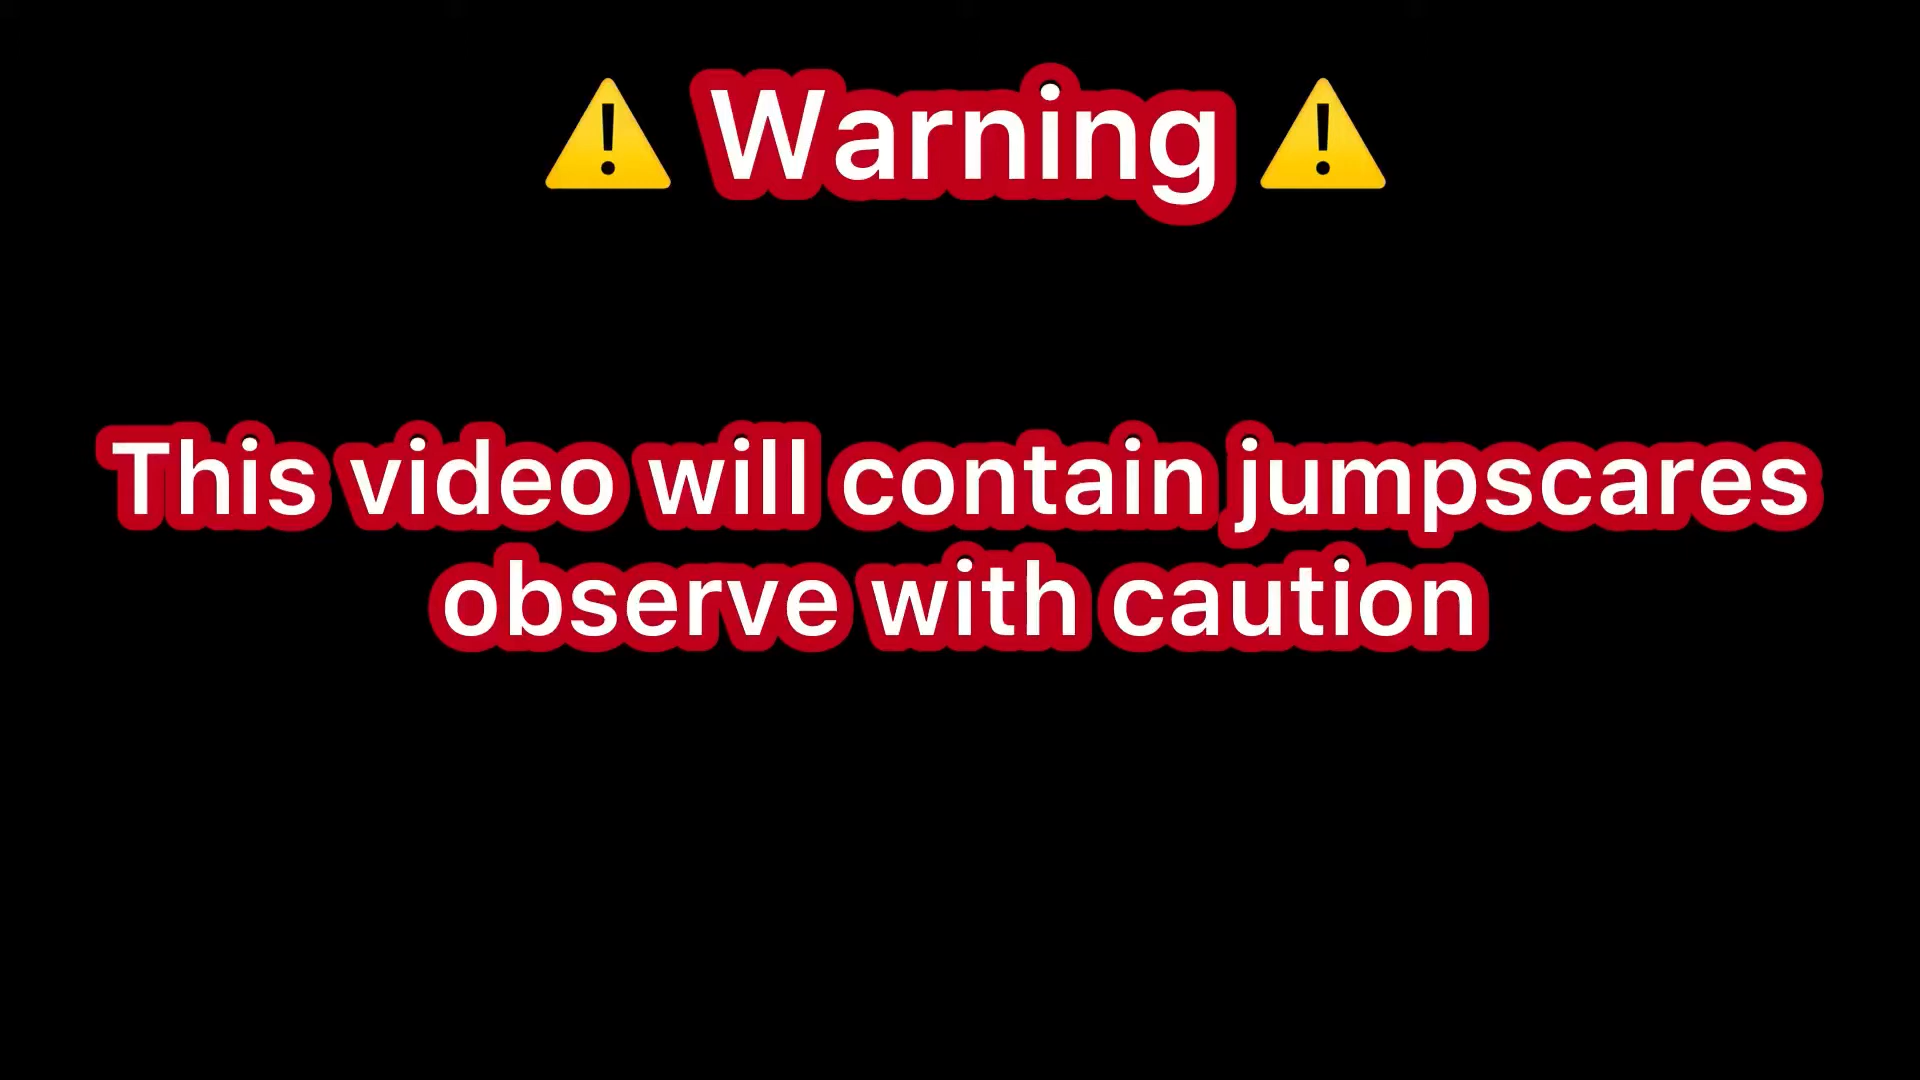 ⚠️ Warning ⚠️
This video will contain jumpscares
observe with caution